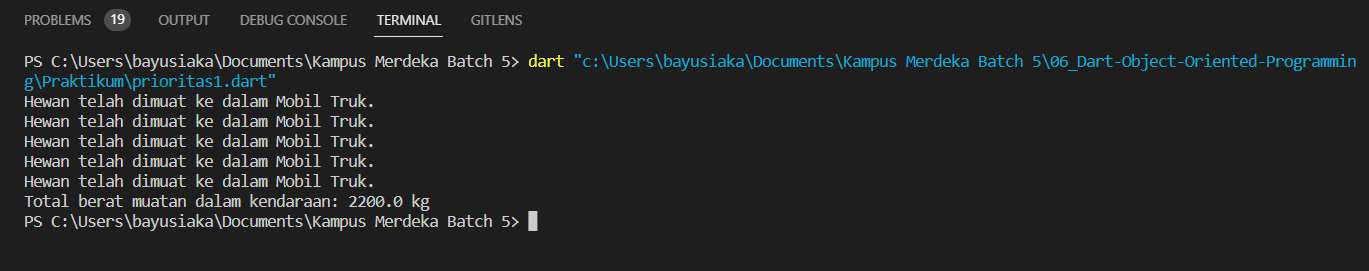 PROBLEMS 19 OUTPUT DEBUG CONSOLE TERMINAL GITLENS
PS C:\Users\bayusiaka\Documents\Kampus Merdeka Batch 5> dart "c:\Users\bayusiaka\Documents\Kampus Merdeka Batch 5\06_Dart-Object-Oriented-Programmin
g\Praktikum\prioritas1.dart"
Hewan telah dimuat ke dalam Mobil Truk.
Hewan telah dimuat ke dalam Mobil Truk.
Hewan telah dimuat ke dalam Mobil Truk.
Hewan telah dimuat ke dalam Mobil Truk.
Hewan telah dimuat ke dalam Mobil Truk.
Total berat muatan dalam kendaraan: 2200.0 kg
PS C:\Users\bayusiaka\Documents\Kampus Merdeka Batch 5>